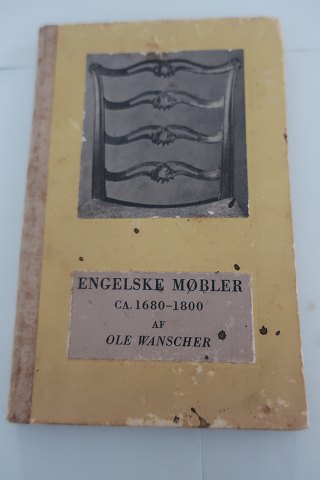 ENGELSKE MØBLER
CA. 1680–1800
AF
OLE WANSCHER